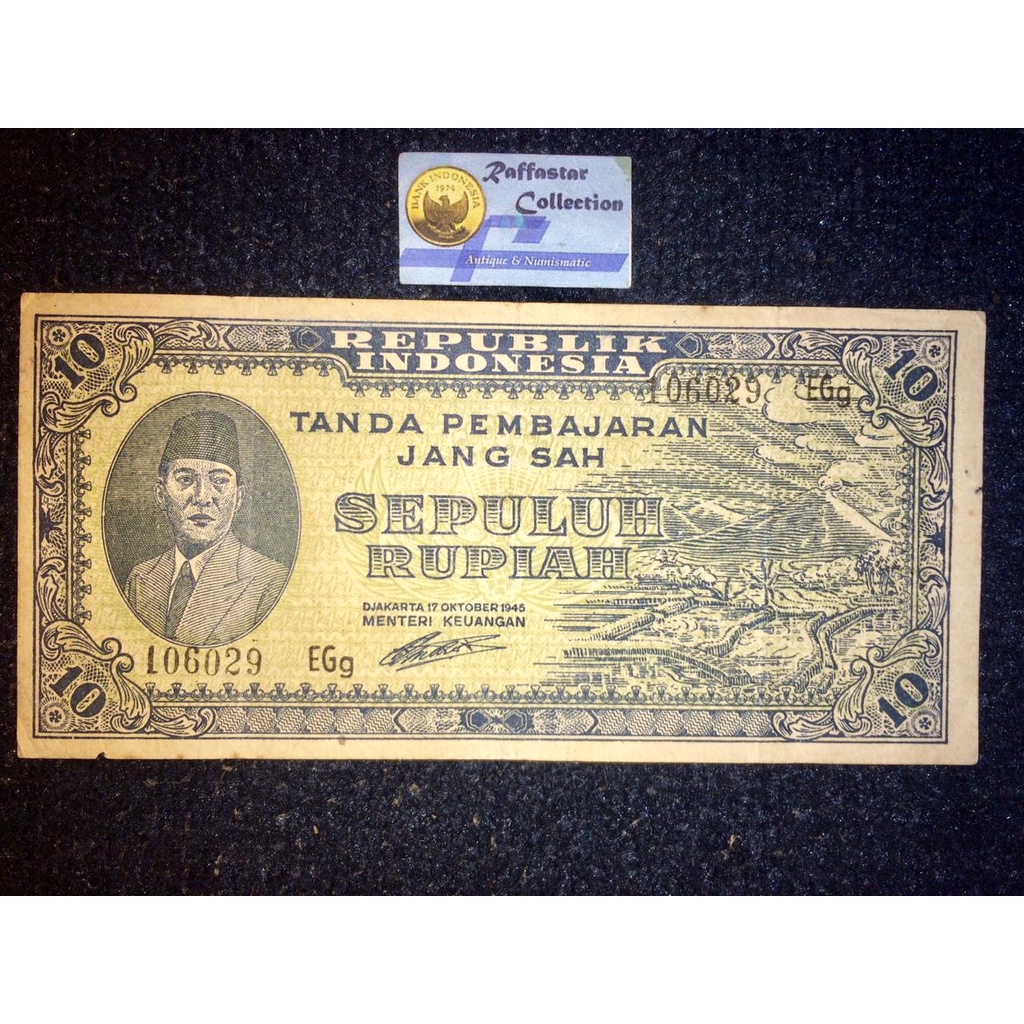 BANK INDONESIA
1974
Raffastar
Collection
Antique & Numismatic
10
10
REPUBLIK
INDONESIA
106029 EGg
TANDA PEMBAJARAN
JANG SAH
SEPULUH
RUPIAH
DJAKARTA 17 OKTOBER 1945
MENTERI KEUANGAN
106029 EGg
10
10